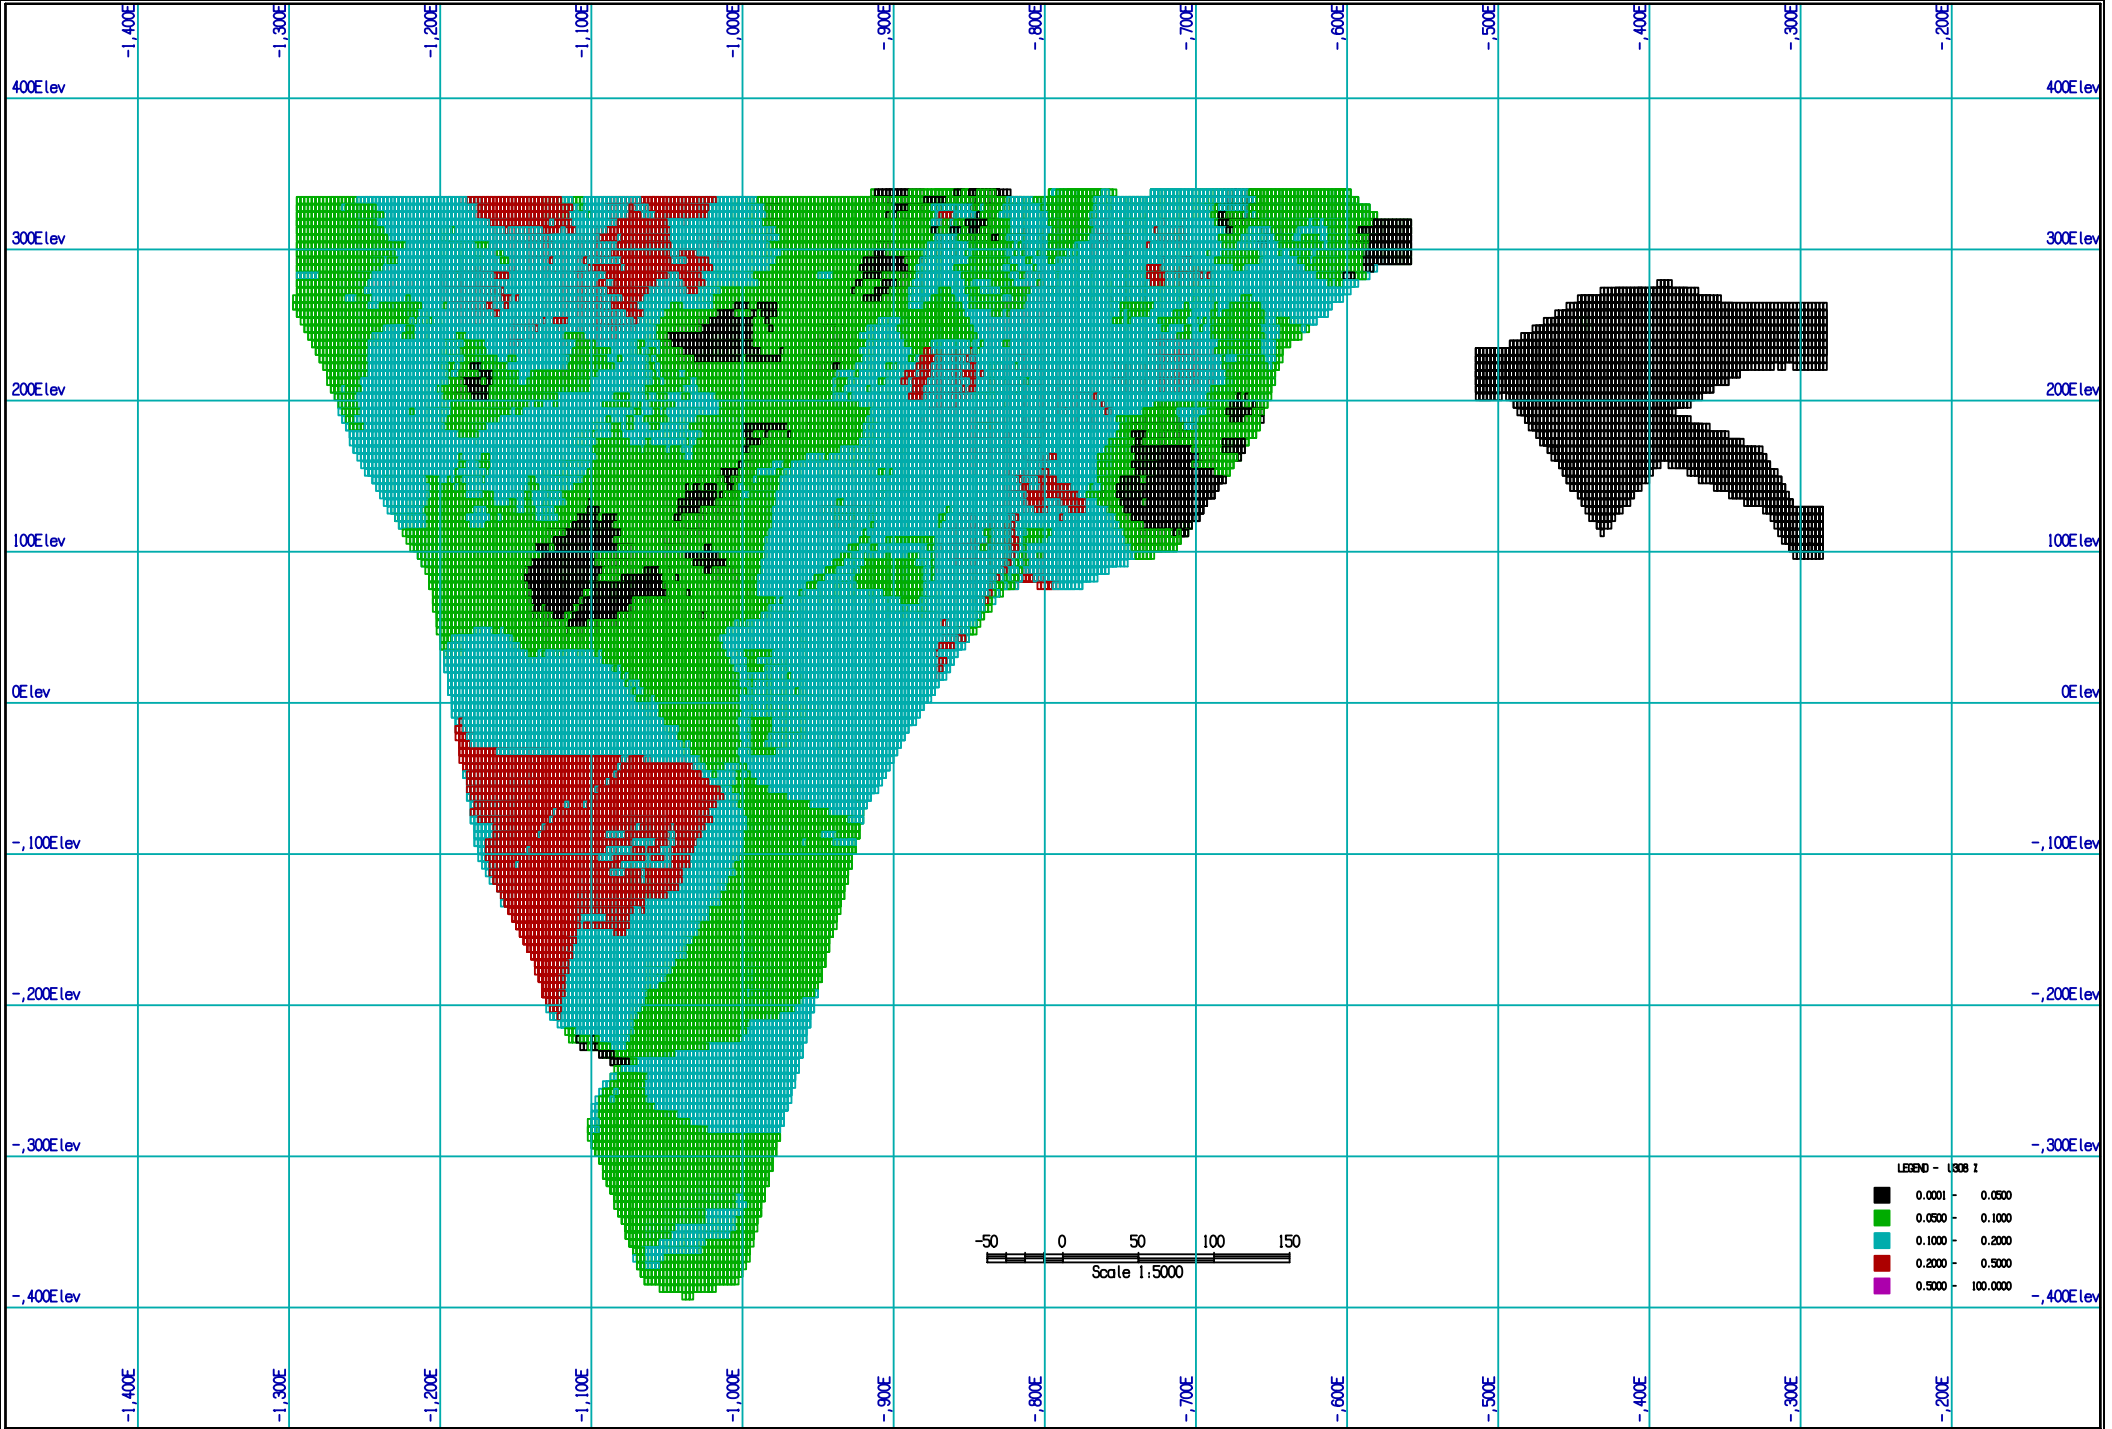 -,1,400E -,1,300E -,1,200E -,1,100E -,1,000E -,900E -,800E -,700E -,600E -,500E -,400E -,300E -,200E
400Elev 400Elev
300Elev 300Elev
200Elev 200Elev
100Elev 100Elev
0Elev 0Elev
-,100Elev -,100Elev
-,200Elev -,200Elev
-,300Elev -,300Elev
LEGEND - U3O8 %
0.0001 - 0.0500
0.0500 - 0.1000
0.1000 - 0.2000
0.2000 - 0.5000
0.5000 - 100.0000
-50 0 50 100 150
Scale 1:5000
-,400Elev -,400Elev
-1,400E -1,300E -1,200E -1,100E -1,000E -,900E -,800E -,700E -,600E -,500E -,400E -,300E -,200E